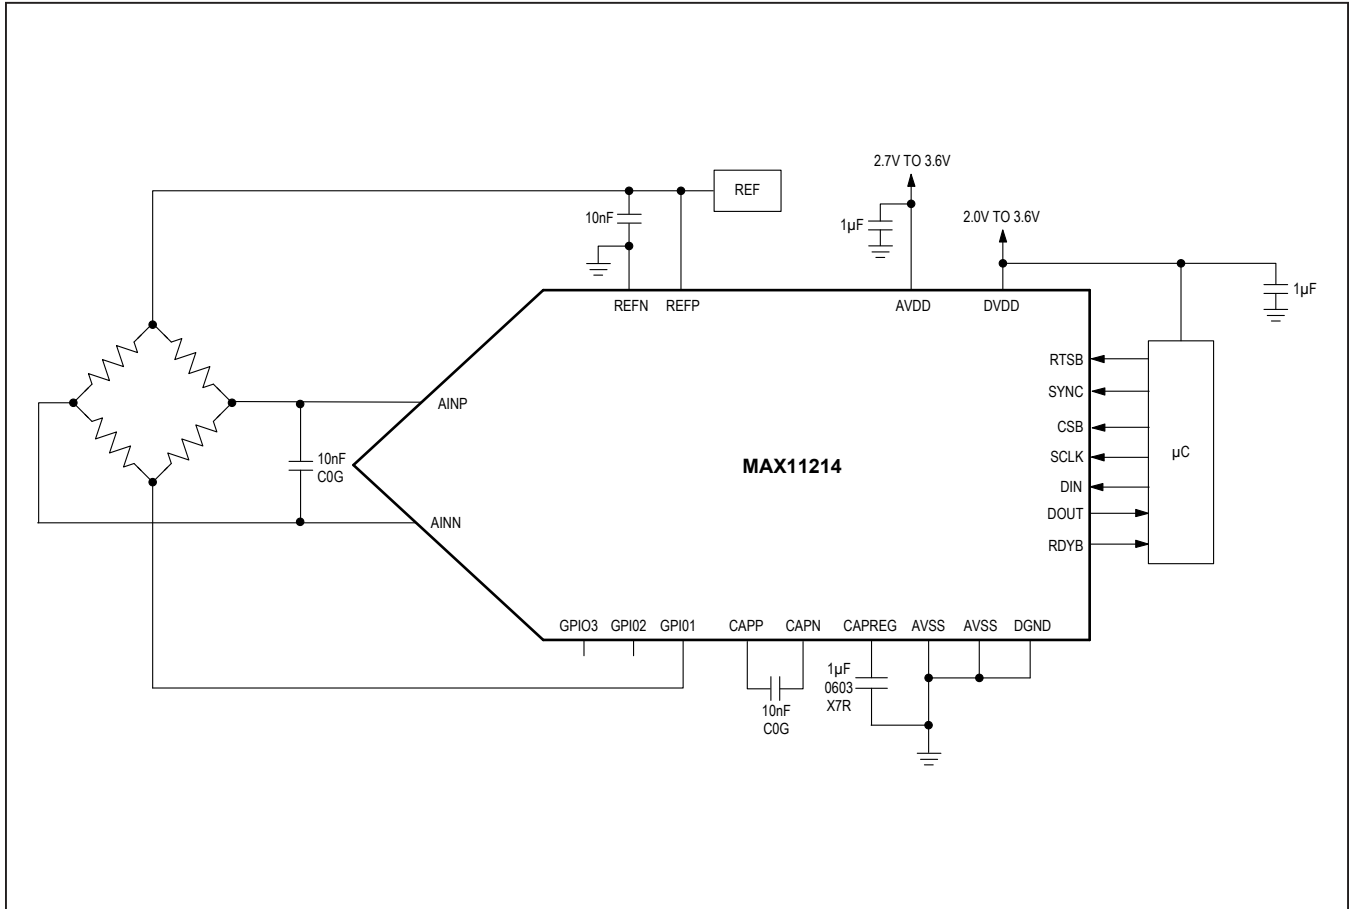 2.7V TO 3.6V
REF
10nF
1µF
2.0V TO 3.6V
1µF
REFN
REFP
AVDD
DVDD
RTSB
SYNC
AINP
CSB
10nF
C0G
MAX11214
SCLK
µC
DIN
DOUT
AINN
RDYB
GPIO3
GPI02
GPI01
CAPP
CAPN
CAPREG
AVSS
AVSS
DGND
1µF
0603
X7R
10nF
C0G